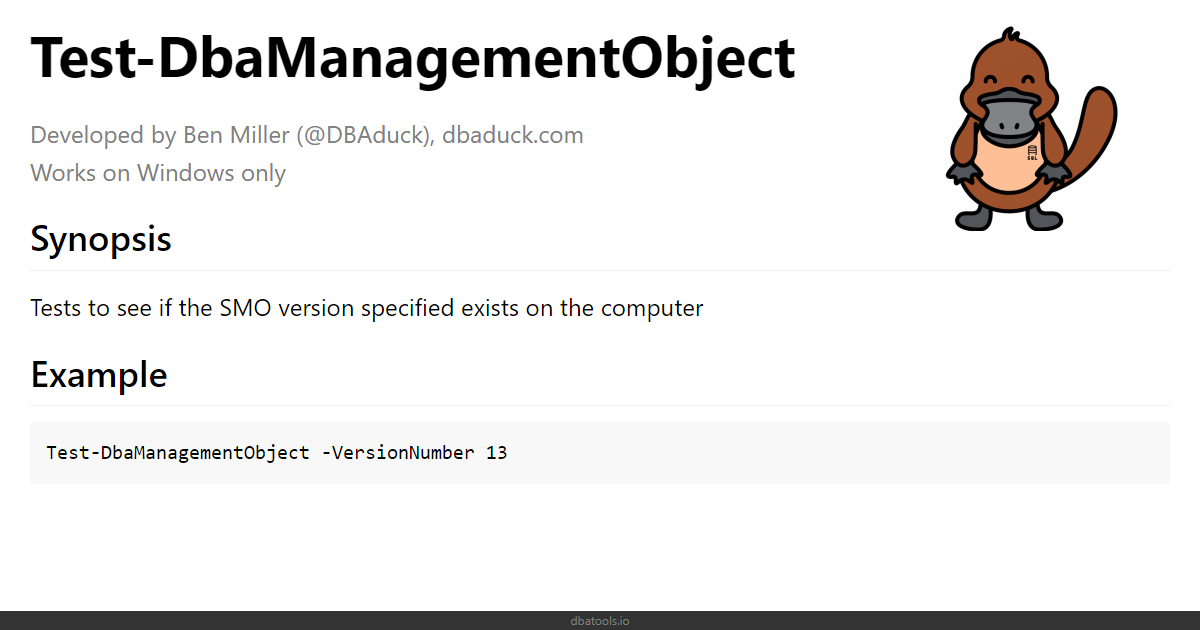 Test-DbaManagementObject
Developed by Ben Miller (@DBAduck), dbaduck.com
Works on Windows only
SQL
Synopsis
Tests to see if the SMO version specified exists on the computer
Example
Test-DbaManagementObject -VersionNumber 13
dbatools.io